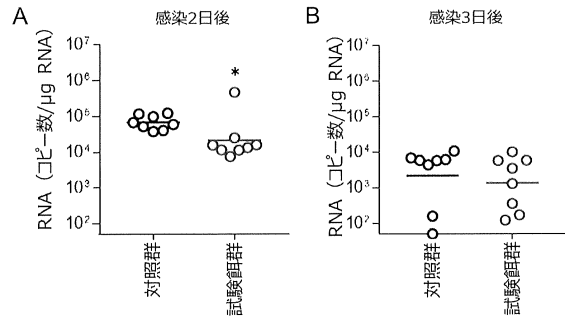 A
感染2日後
RNA（コピー数/μg RNA）
10⁷
10⁶
10⁵
10⁴
10³
10²
*
対照群
試験餌群
B
感染3日後
RNA（コピー数/μg RNA）
10⁷
10⁶
10⁵
10⁴
10³
10²
対照群
試験餌群